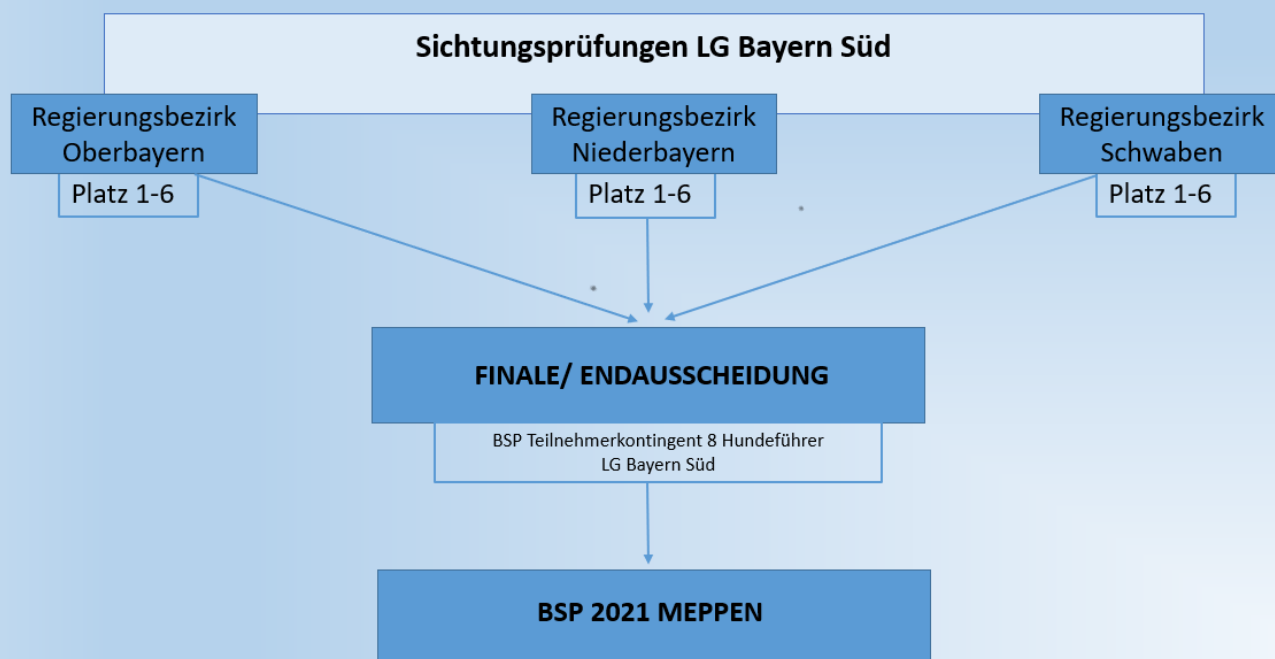 Sichtungsprüfungen LG Bayern Süd
Regierungsbezirk
Oberbayern
Platz 1-6
Regierungsbezirk
Niederbayern
Platz 1-6
Regierungsbezirk
Schwaben
Platz 1-6
FINALE/ ENDAUSSCHEIDUNG
BSP Teilnehmerkontingent 8 Hundeführer
LG Bayern Süd
BSP 2021 MEPPEN